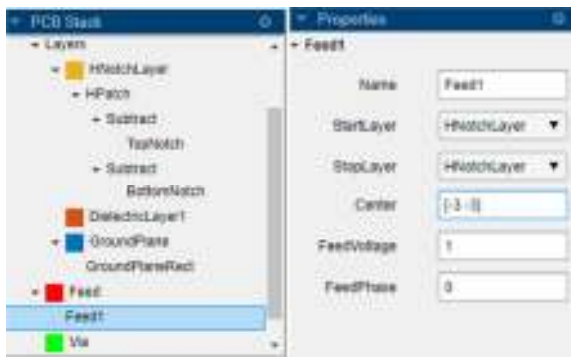 PCB Stack
Layers
HNotchLayer
HPatch
Subtract
TopNotch
Subtract
BottomNotch
DielectricLayer1
GroundPlane
GroundPlaneRect
Feed
Feed1
Via
Properties
Feed1
Name Feed1
StartLayer HNotchLayer
StopLayer HNotchLayer
Center
FeedVoltage 1
FeedPhase 0